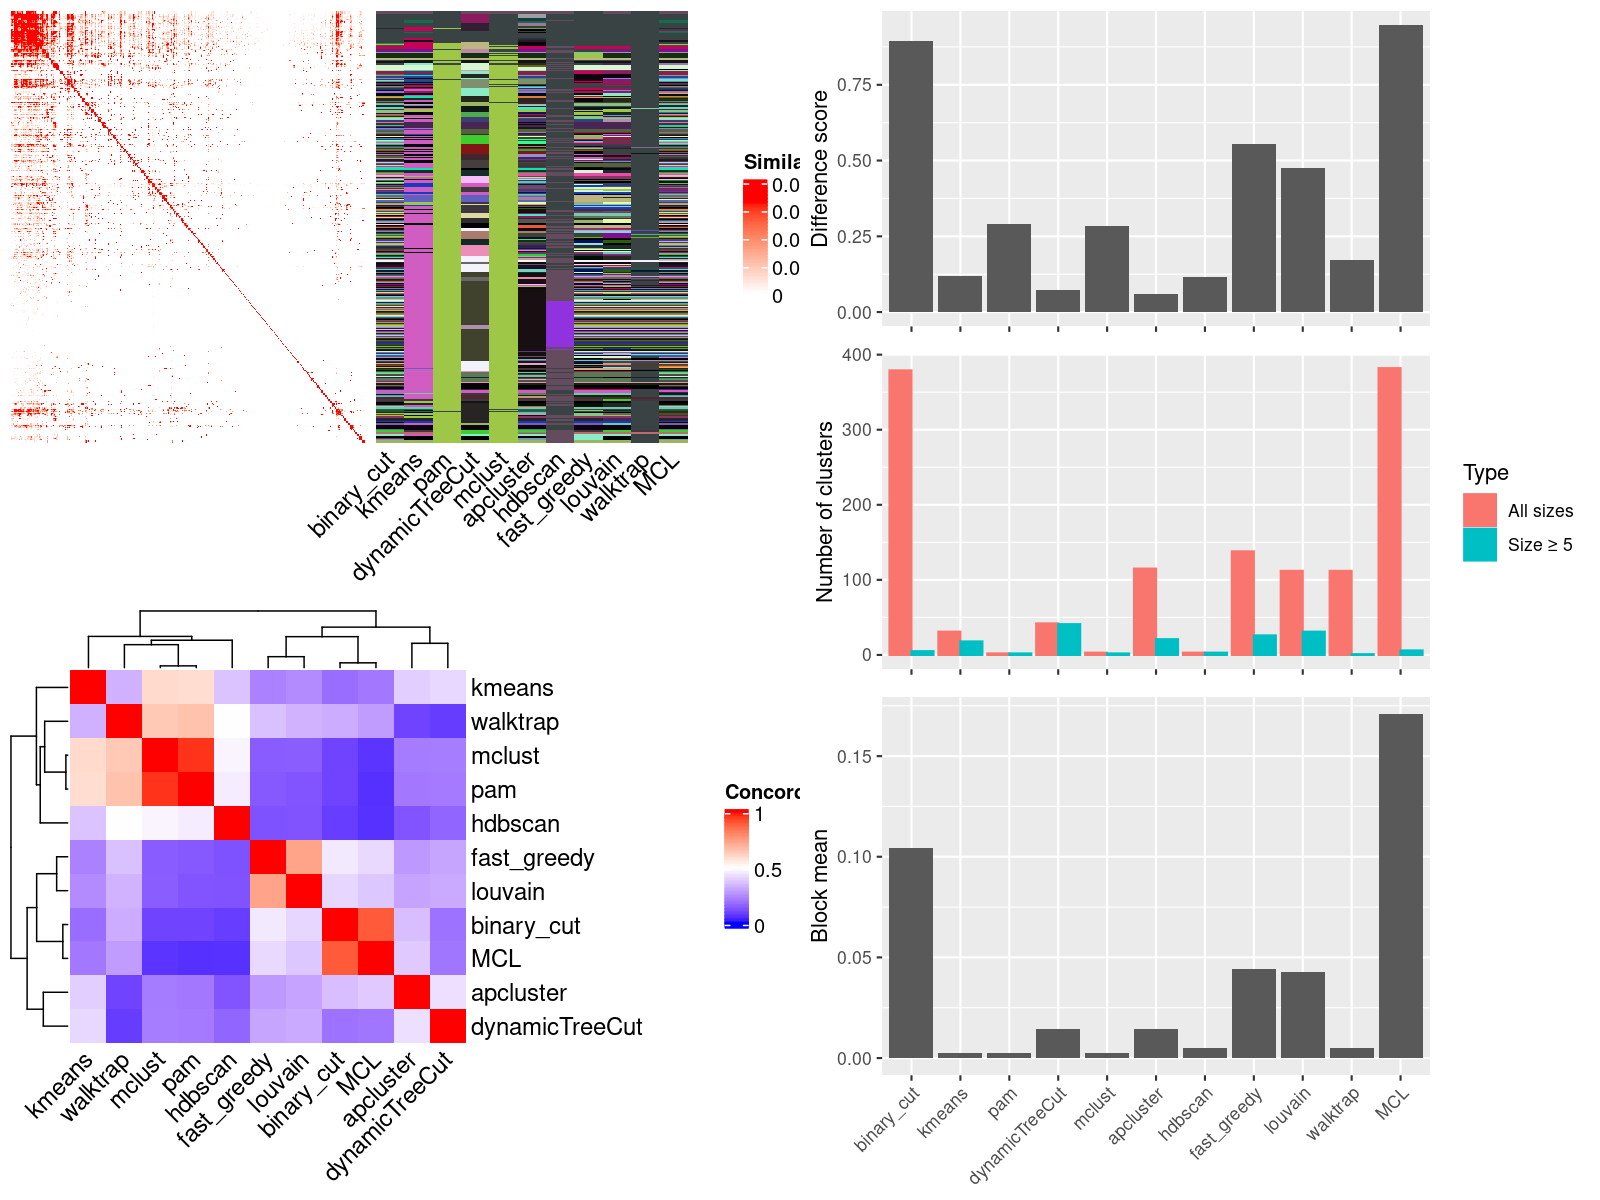 Simila
0.0
0.0
0.0
0.0
0
binary_cut
kmeans
pam
dynamicTreeCut
mclust
apcluster
hdbscan
fast_greedy
louvain
walktrap
MCL
kmeans
walktrap
mclust
pam
hdbscan
fast_greedy
louvain
binary_cut
MCL
apcluster
dynamicTreeCut
kmeans
walktrap
mclust
pam
hdbscan
fast_greedy
louvain
binary_cut
MCL
apcluster
dynamicTreeCut
Concord
1
0.5
0
Difference score
0.75
0.50
0.25
0.00
Number of clusters
400
300
200
100
0
Type
All sizes
Size ≥ 5
Block mean
0.15
0.10
0.05
0.00
binary_cut
kmeans
pam
dynamicTreeCut
mclust
apcluster
hdbscan
fast_greedy
louvain
walktrap
MCL